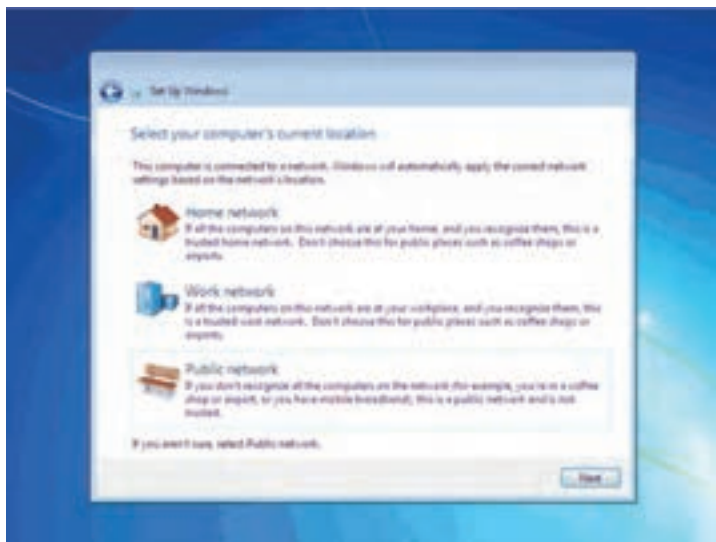 Set Up Windows
Select your computer's current location
This computer is connected to a network. Windows will automatically apply the correct network
settings based on the network's location.
Home network
If all the computers on this network are at your home, and you recognize them, this is a
trusted home network. Don't choose this for public places such as coffee shops or
airports.
Work network
If all the computers on this network are at your workplace, and you recognize them, this
is a trusted work network. Don't choose this for public places such as coffee shops or
airports.
Public network
If you don't recognize all the computers on the network (for example, you're in a coffee
shop or airport, or you have mobile broadband), this is a public network and is not
trusted.
If you aren't sure, select Public network.
Next